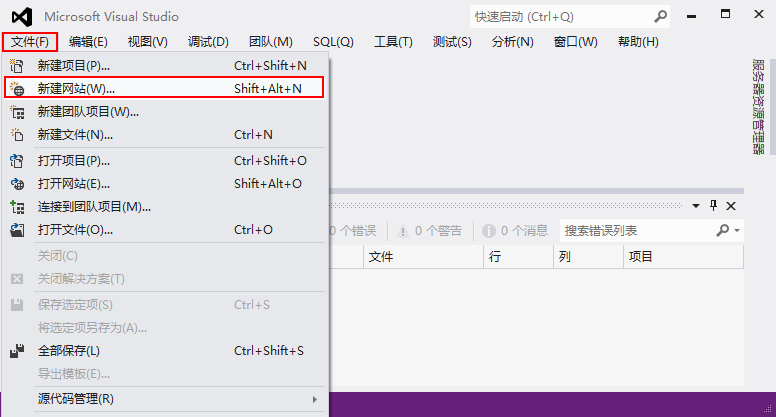 Microsoft Visual Studio
快速启动 (Ctrl+Q)
文件(F) 编辑(E) 视图(V) 调试(D) 团队(M) SQL(Q) 工具(T) 测试(S) 分析(N) 窗口(W) 帮助(H)
新建项目(P)... Ctrl+Shift+N
新建网站(W)... Shift+Alt+N
新建团队项目(W)...
新建文件(N)... Ctrl+N
打开项目(P)... Ctrl+Shift+O
打开网站(E)... Shift+Alt+O
连接到团队项目(M)...
打开文件(O)... Ctrl+O
关闭(C)
关闭解决方案(T)
保存选定项(S) Ctrl+S
将选定项另存为(A)...
全部保存(L) Ctrl+Shift+S
导出模板(E)...
源代码管理(R)
服务器资源管理器
0 个错误 0 个警告 0 个消息 搜索错误列表
文件 行 列 项目